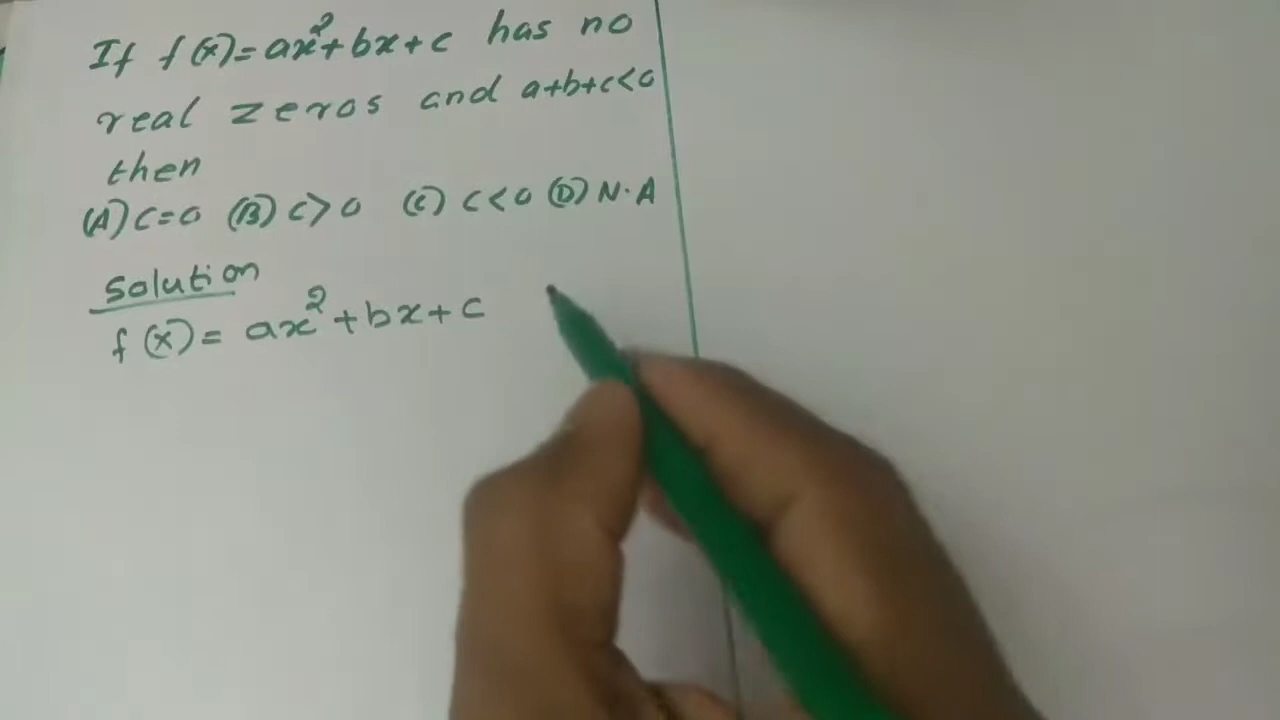 If f(x)=ax²+bx+c has no
real zeros and a+b+c<0
then
(A) C=0 (B) C>0 (C) C<0 (D) N.A
Solution
f(x)= ax²+bx+c